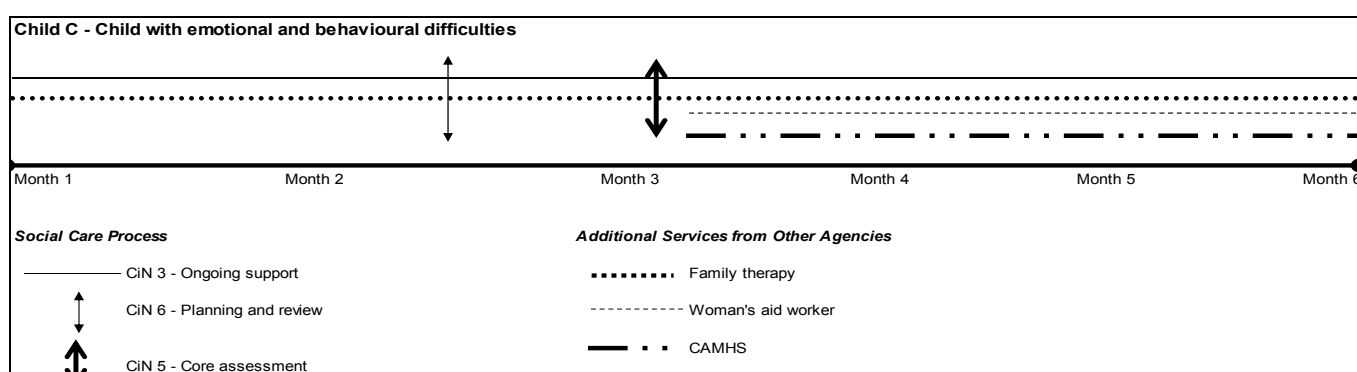 Child C - Child with emotional and behavioural difficulties
Month 1 Month 2 Month 3 Month 4 Month 5 Month 6
Social Care Process Additional Services from Other Agencies
CiN 3 - Ongoing support Family therapy
CiN 6 - Planning and review Woman's aid worker
CiN 5 - Core assessment CAMHS